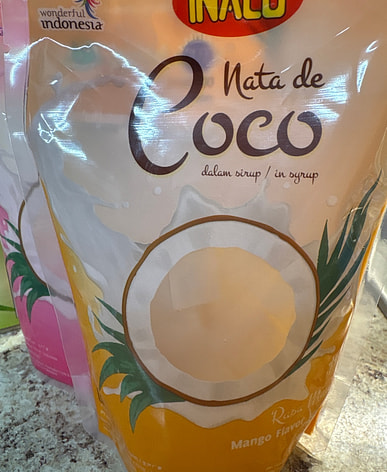 INACO
wonderful
indonesia
Nata de
Coco
dalam sirup / in syrup
Mango Flavor